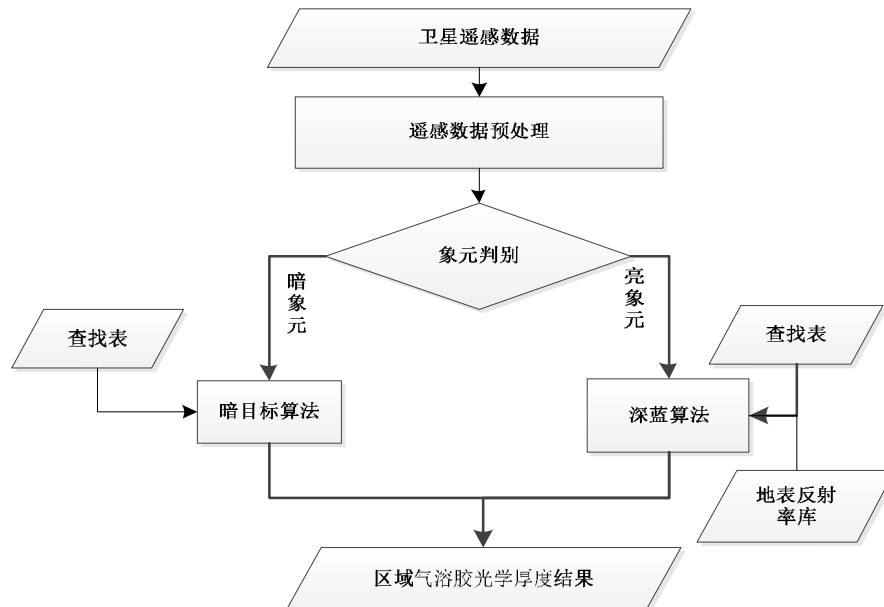 卫星遥感数据
遥感数据预处理
象元判别
暗
象
元
亮
象
元
查找表
查找表
暗目标算法
深蓝算法
地表反射
率库
区域气溶胶光学厚度结果